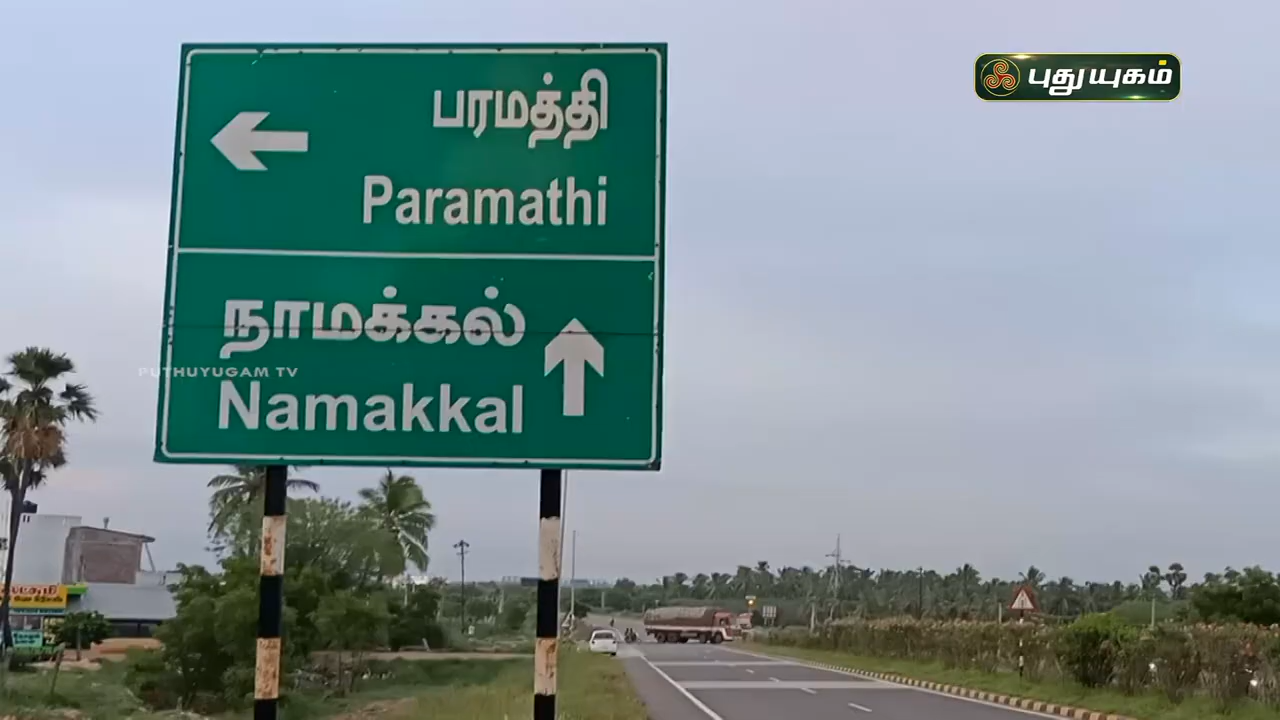 புதுயுகம்
பரமத்தி
Paramathi
நாமக்கல்
PUTHUYUGAM TV
Namakkal